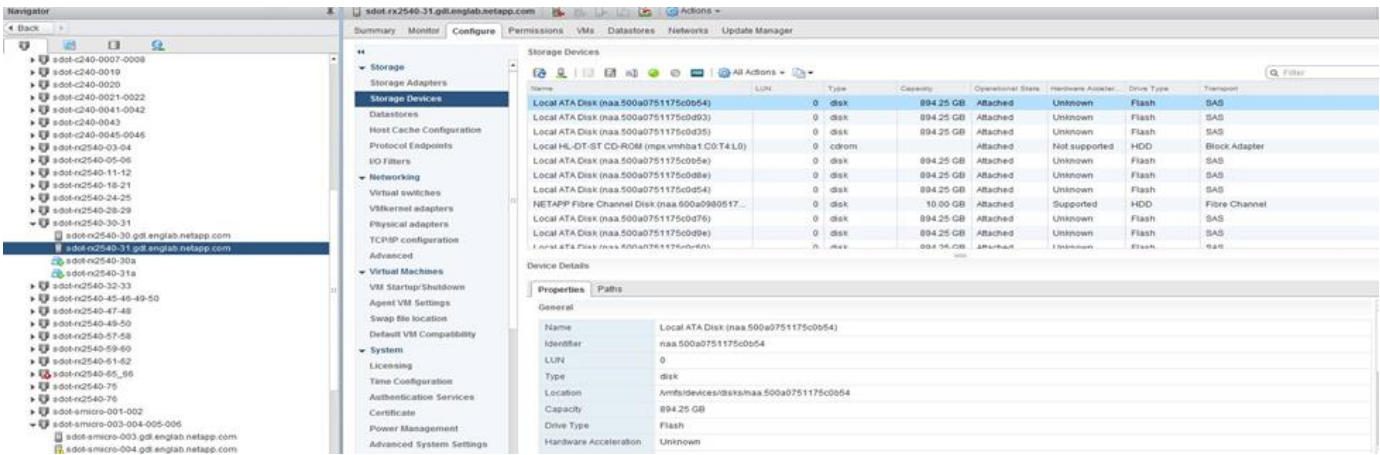 Navigator
Back
sdot-c240-0007-0008
sdot-c240-0019
sdot-c240-0020
sdot-c240-0021-0022
sdot-c240-0041-0042
sdot-c240-0043
sdot-c240-0045-0046
sdot-rx2540-03-04
sdot-rx2540-05-06
sdot-rx2540-11-12
sdot-rx2540-18-21
sdot-rx2540-24-25
sdot-rx2540-28-29
sdot-rx2540-30-31
sdot-rx2540-30.gdl.englab.netapp.com
sdot-rx2540-31.gdl.englab.netapp.com
sdot-rx2540-30a
sdot-rx2540-31a
sdot-rx2540-32-33
sdot-rx2540-45-46-49-50
sdot-rx2540-47-48
sdot-rx2540-49-50
sdot-rx2540-57-58
sdot-rx2540-59-60
sdot-rx2540-61-62
sdot-rx2540-65_66
sdot-rx2540-75
sdot-rx2540-76
sdot-smicro-001-002
sdot-smicro-003-004-005-006
sdot-smicro-003.gdl.englab.netapp.com
sdot-smicro-004.gdl.englab.netapp.com
sdot-rx2540-31.gdl.englab.netapp.com Actions
Summary Monitor Configure Permissions VMs Datastores Networks Update Manager
Storage
Storage Adapters
Storage Devices
Datastores
Host Cache Configuration
Protocol Endpoints
I/O Filters
Networking
Virtual switches
VMkernel adapters
Physical adapters
TCP/IP configuration
Advanced
Virtual Machines
VM Startup/Shutdown
Agent VM Settings
Swap file location
Default VM Compatibility
System
Licensing
Time Configuration
Authentication Services
Certificate
Power Management
Advanced System Settings
Storage Devices
All Actions Filter
Name LUN Type Capacity Operational State Hardware Acceler... Drive Type Transport
Local ATA Disk (naa.500a0751175c0b54) 0 disk 894.25 GB Attached Unknown Flash SAS
Local ATA Disk (naa.500a0751175c0d93) 0 disk 894.25 GB Attached Unknown Flash SAS
Local ATA Disk (naa.500a0751175c0d35) 0 disk 894.25 GB Attached Unknown Flash SAS
Local HL-DT-ST CD-ROM (mpx.vmhba1:C0:T4:L0) 0 cdrom Attached Not supported HDD Block Adapter
Local ATA Disk (naa.500a0751175c0b5e) 0 disk 894.25 GB Attached Unknown Flash SAS
Local ATA Disk (naa.500a0751175c0d8e) 0 disk 894.25 GB Attached Unknown Flash SAS
Local ATA Disk (naa.500a0751175c0d54) 0 disk 894.25 GB Attached Unknown Flash SAS
NETAPP Fibre Channel Disk (naa.600a0980517... 0 disk 10.00 GB Attached Supported HDD Fibre Channel
Local ATA Disk (naa.500a0751175c0d76) 0 disk 894.25 GB Attached Unknown Flash SAS
Local ATA Disk (naa.500a0751175c0d9e) 0 disk 894.25 GB Attached Unknown Flash SAS
Local ATA Disk 0 disk 894.25 GB Attached Unknown Flash SAS
Device Details
Properties Paths
General
Name Local ATA Disk (naa.500a0751175c0b54)
Identifier naa.500a0751175c0b54
LUN 0
Type disk
Location /vmfs/devices/disks/naa.500a0751175c0b54
Capacity 894.25 GB
Drive Type Flash
Hardware Acceleration Unknown